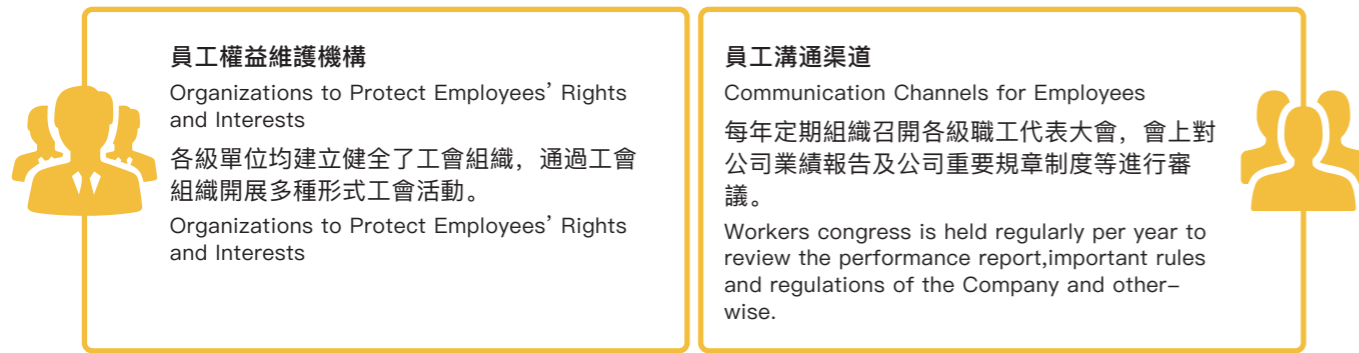 員工權益維護機構
Organizations to Protect Employees' Rights
and Interests
各級單位均建立健全了工會組織，通過工會
組織開展多種形式工會活動。
Organizations to Protect Employees' Rights
and Interests
員工溝通渠道
Communication Channels for Employees
每年定期組織召開各級職工代表大會，會上對
公司業績報告及公司重要規章制度等進行審
議。
Workers congress is held regularly per year to
review the performance report,important rules
and regulations of the Company and other-
wise.